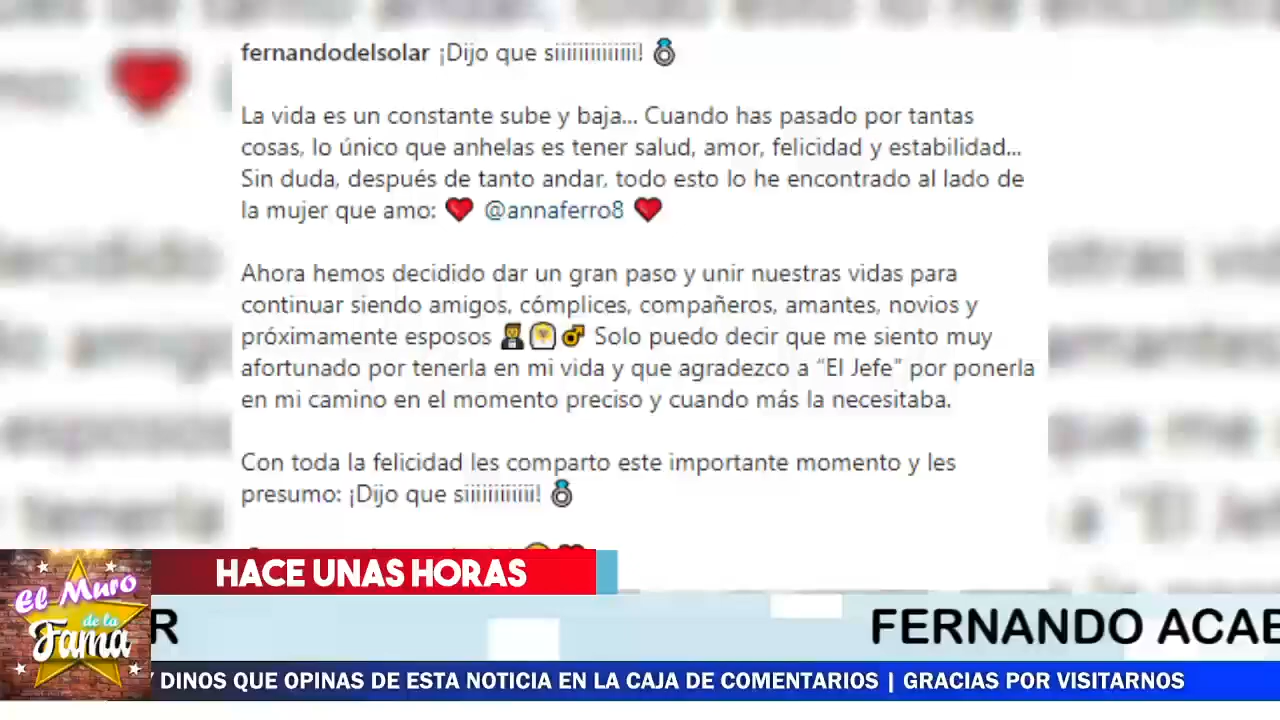 fernandodelsolar ¡Dijo que siiiiiiiiiiiiiii! 💍
La vida es un constante sube y baja... Cuando has pasado por tantas
cosas, lo único que anhelas es tener salud, amor, felicidad y estabilidad...
Sin duda, después de tanto andar, todo esto lo he encontrado al lado de
la mujer que amo: ❤️ @annaferro8 ❤️
Ahora hemos decidido dar un gran paso y unir nuestras vidas para
continuar siendo amigos, cómplices, compañeros, amantes, novios y
próximamente esposos 🤵👰♂ Solo puedo decir que me siento muy
afortunado por tenerla en mi vida y que agradezco a “El Jefe" por ponerla
en mi camino en el momento preciso y cuando más la necesitaba.
Con toda la felicidad les comparto este importante momento y les
presumo: ¡Dijo que siiiiiiiiiiiiii! 💍
HACE UNAS HORAS
El Muro
de la
Fama
R FERNANDO ACAB
Y DINOS QUE OPINAS DE ESTA NOTICIA EN LA CAJA DE COMENTARIOS | GRACIAS POR VISITARNOS